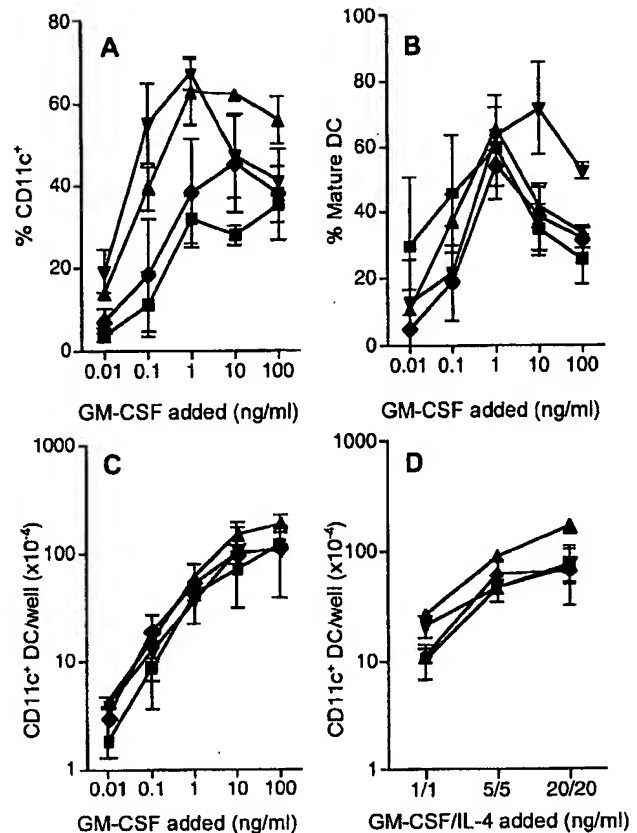 A
B
80
60
40
20
0
% CD11c⁺
0.01 0.1 1 10 100
GM-CSF added (ng/ml)
100
80
60
40
20
0
% Mature DC
0.01 0.1 1 10 100
GM-CSF added (ng/ml)
C
D
1000
100
10
1
CD11c⁺ DC/well (x10⁻⁴)
0.01 0.1 1 10 100
GM-CSF added (ng/ml)
1000
100
10
1
CD11c⁺ DC/well (x10⁻⁴)
1/1 5/5 20/20
GM-CSF/IL-4 added (ng/ml)